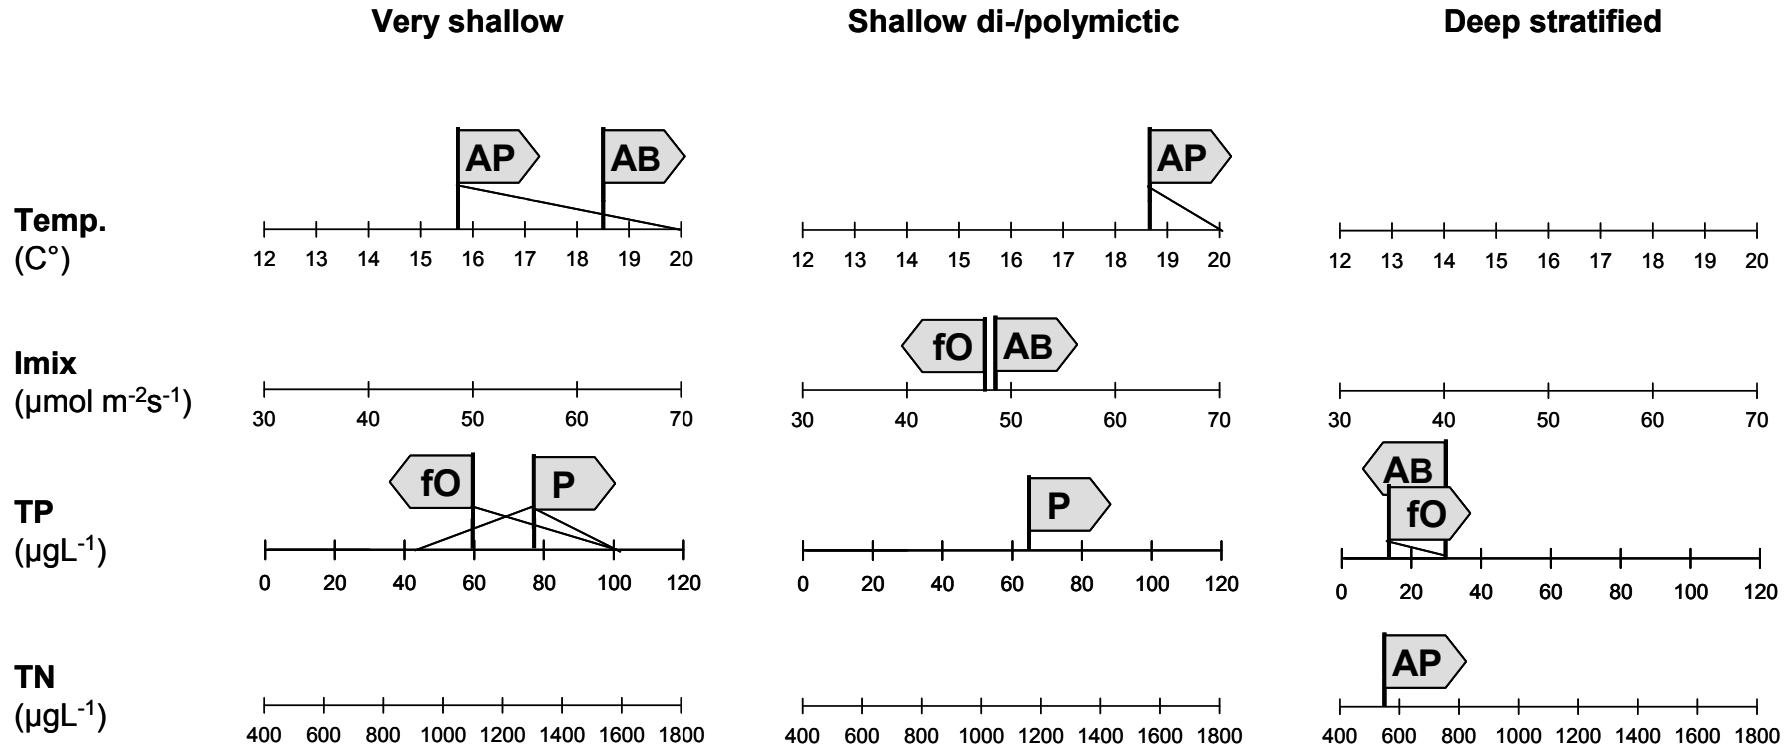 Very shallow Shallow di-/polymictic Deep stratified
AP AB AP
Temp.
(C°)
12 13 14 15 16 17 18 19 20 12 13 14 15 16 17 18 19 20 12 13 14 15 16 17 18 19 20
fO AB
Imix
(µmol m-2s-1)
30 40 50 60 70 30 40 50 60 70 30 40 50 60 70
fO P P AB
fO
TP
(µgL-1)
0 20 40 60 80 100 120 0 20 40 60 80 100 120 0 20 40 60 80 100 120
AP
TN
(µgL-1)
400 600 800 1000 1200 1400 1600 1800 400 600 800 1000 1200 1400 1600 1800 400 600 800 1000 1200 1400 1600 1800